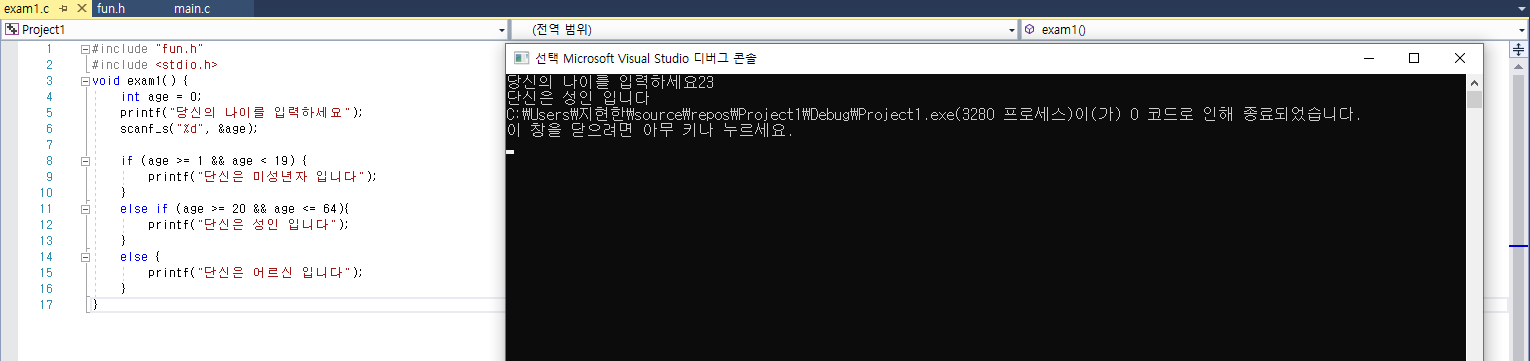 exam1.c fun.h main.c
Project1 (전역 범위) exam1()
1 #include "fun.h"
2 #include <stdio.h>
3 void exam1() {
4 int age = 0;
5 printf("당신의 나이를 입력하세요");
6 scanf_s("%d", &age);
7
8 if (age >= 1 && age < 19) {
9 printf("단신은 미성년자 입니다");
10 }
11 else if (age >= 20 && age <= 64){
12 printf("단신은 성인 입니다");
13 }
14 else {
15 printf("단신은 어르신 입니다");
16 }
17 }
선택 Microsoft Visual Studio 디버그 콘솔
당신의 나이를 입력하세요23
단신은 성인 입니다
C:₩Users₩지현한₩source₩repos₩Project1₩Debug₩Project1.exe(3280 프로세스)이(가) 0 코드로 인해 종료되었습니다.
이 창을 닫으려면 아무 키나 누르세요.